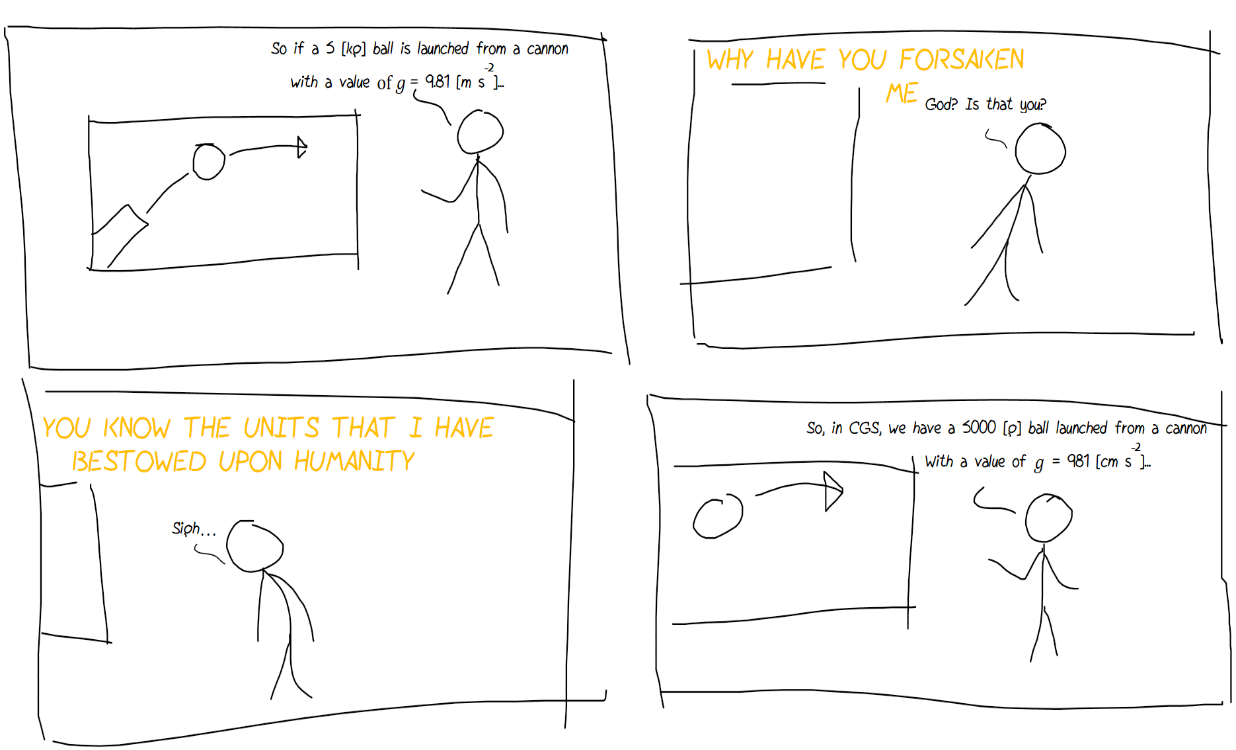 So if a 5 [kp] ball is launched from a cannon
with a value of g = 9.81 [m s⁻²]...
WHY HAVE YOU FORSAKEN
ME
God? Is that you?
YOU KNOW THE UNITS THAT I HAVE
BESTOWED UPON HUMANITY
Siph...
So, in CGS, we have a 5000 [p] ball launched from a cannon
With a value of g = 981 [cm s⁻²]...